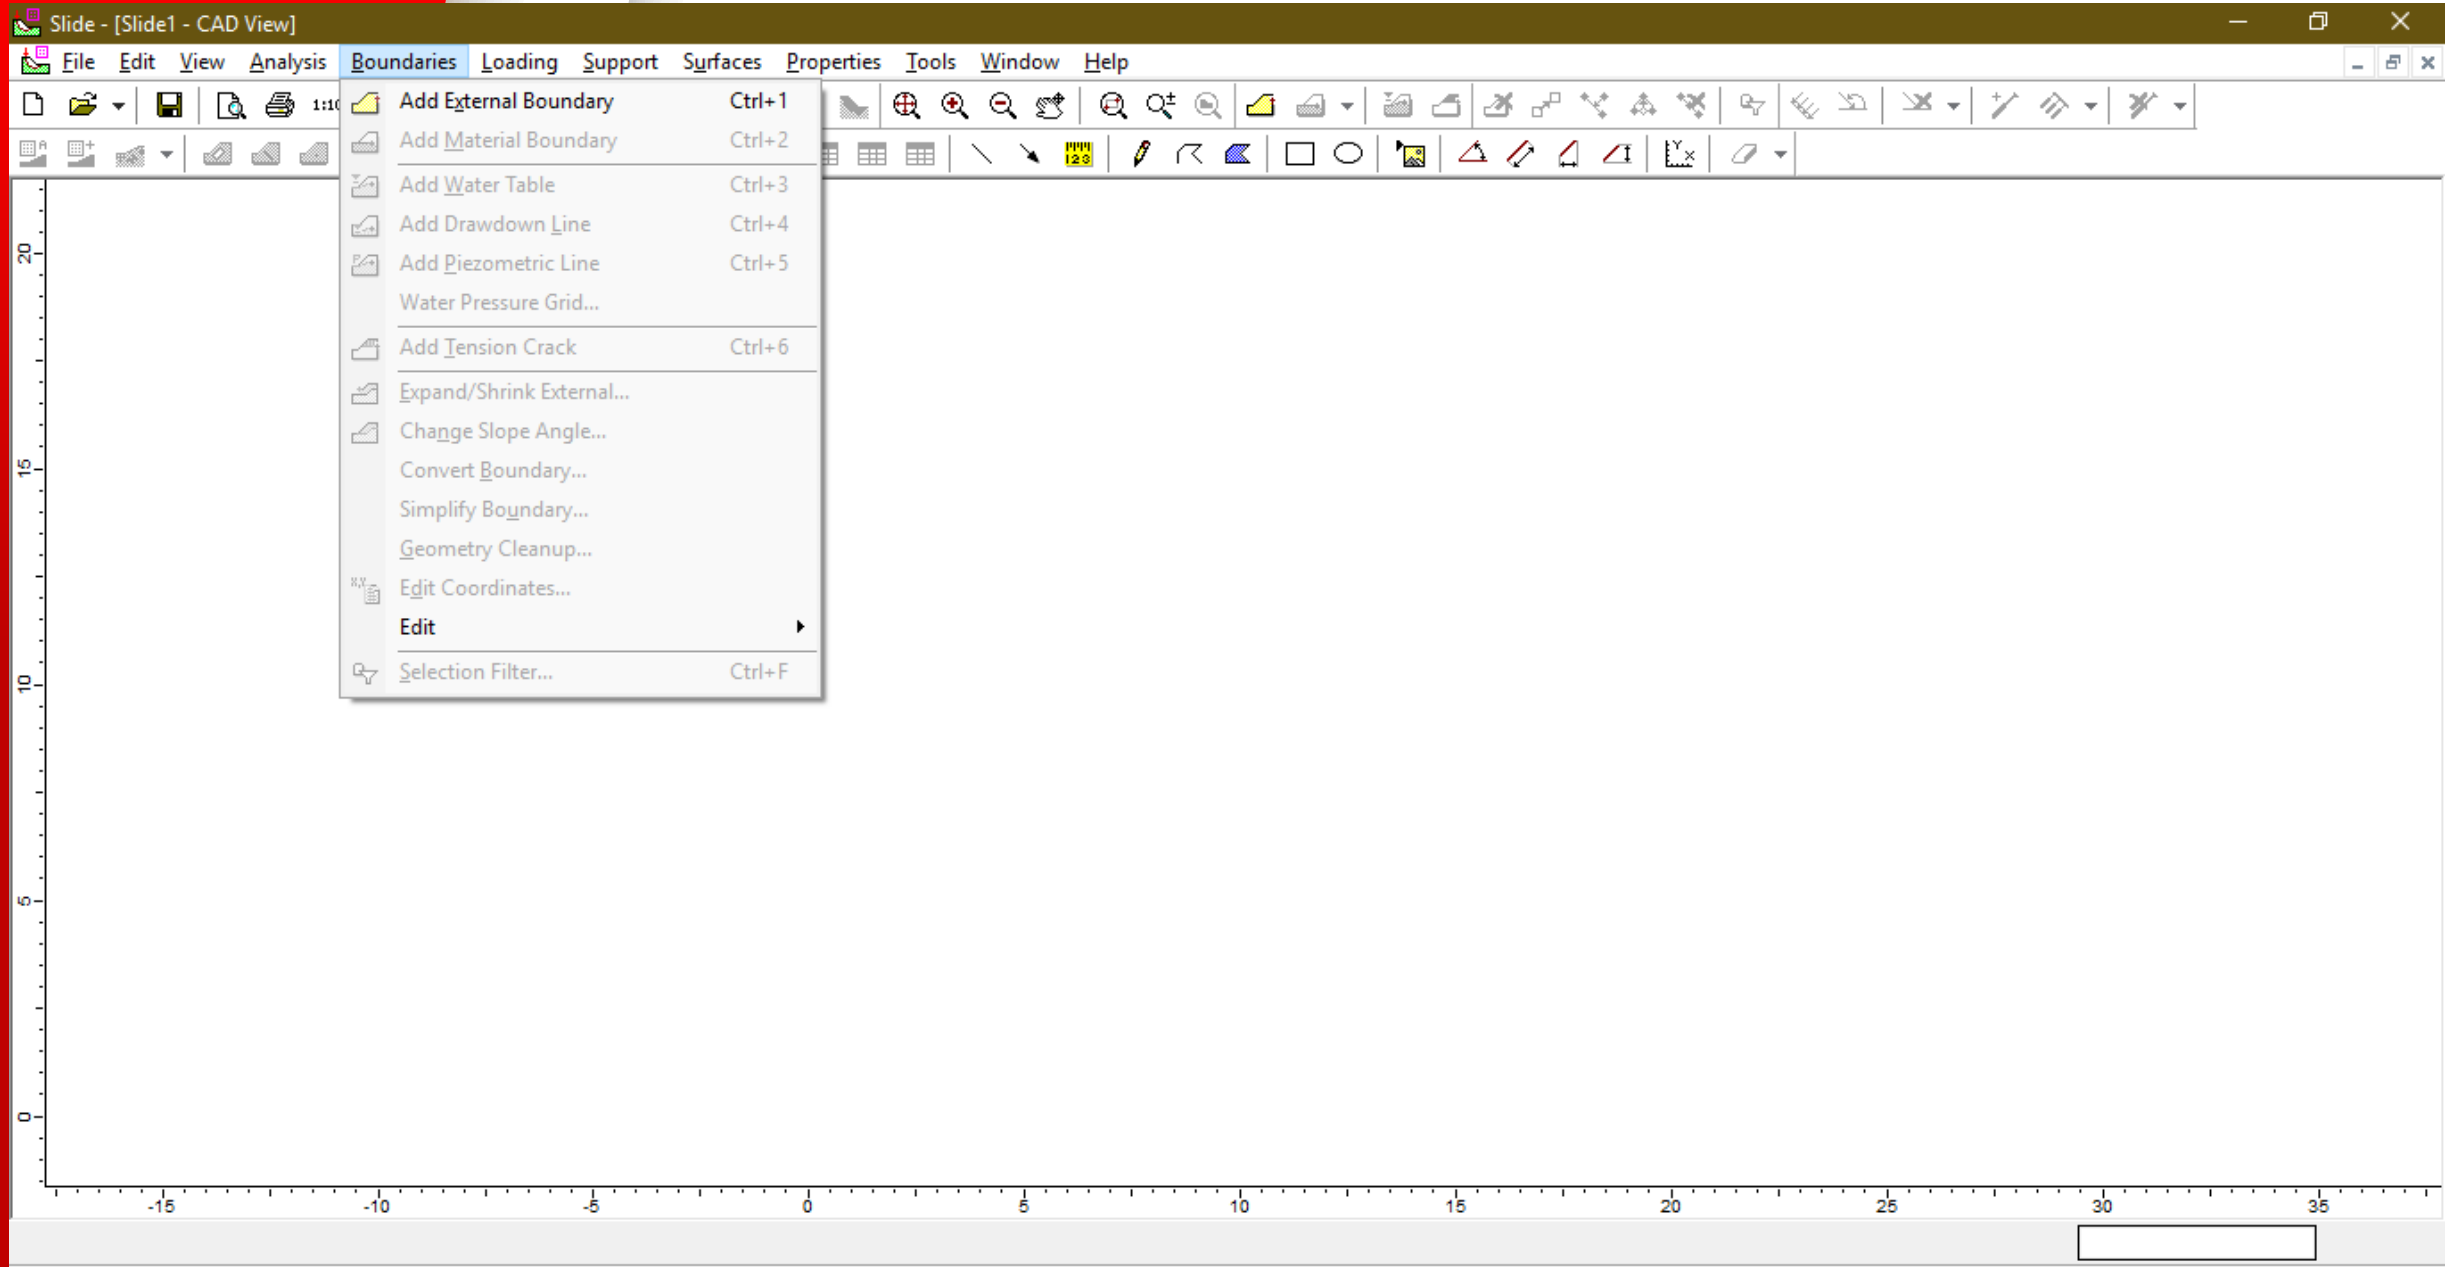 Slide - [Slide1 - CAD View]
File Edit View Analysis Boundaries Loading Support Surfaces Properties Tools Window Help
Add External Boundary Ctrl+1
Add Material Boundary Ctrl+2
Add Water Table Ctrl+3
Add Drawdown Line Ctrl+4
Add Piezometric Line Ctrl+5
Water Pressure Grid...
Add Tension Crack Ctrl+6
Expand/Shrink External...
Change Slope Angle...
Convert Boundary...
Simplify Boundary...
Geometry Cleanup...
Edit Coordinates...
Edit
Selection Filter... Ctrl+F
20
15
10
5
0
-15 -10 -5 0 5 10 15 20 25 30 35